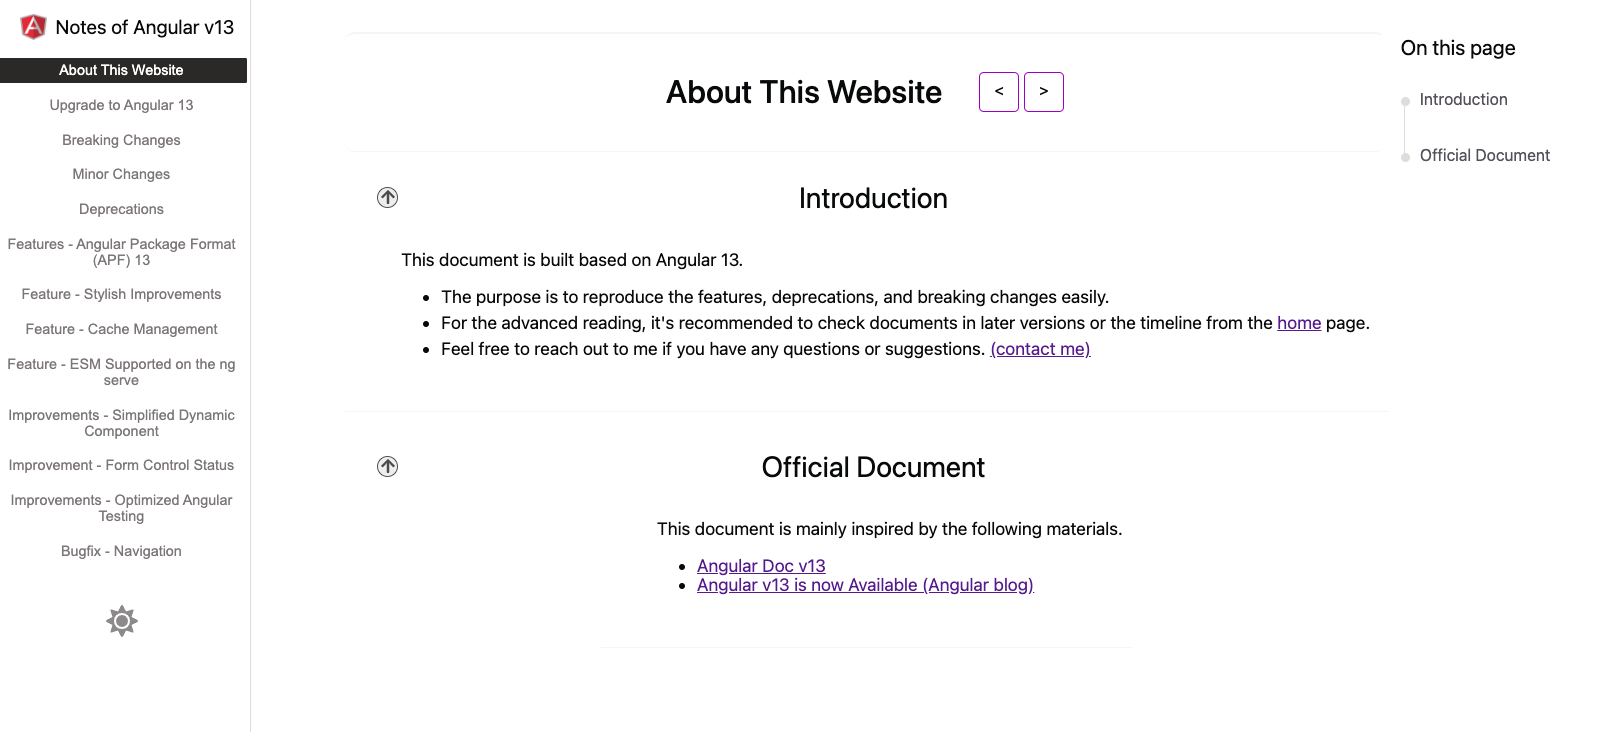 Notes of Angular v13
About This Website
Upgrade to Angular 13
Breaking Changes
Minor Changes
Deprecations
Features - Angular Package Format
(APF) 13
Feature - Stylish Improvements
Feature - Cache Management
Feature - ESM Supported on the ng
serve
Improvements - Simplified Dynamic
Component
Improvement - Form Control Status
Improvements - Optimized Angular
Testing
Bugfix - Navigation
About This Website
< >
Introduction
This document is built based on Angular 13.
• The purpose is to reproduce the features, deprecations, and breaking changes easily.
• For the advanced reading, it's recommended to check documents in later versions or the timeline from the home page.
• Feel free to reach out to me if you have any questions or suggestions. (contact me)
Official Document
This document is mainly inspired by the following materials.
• Angular Doc v13
• Angular v13 is now Available (Angular blog)
On this page
Introduction
Official Document